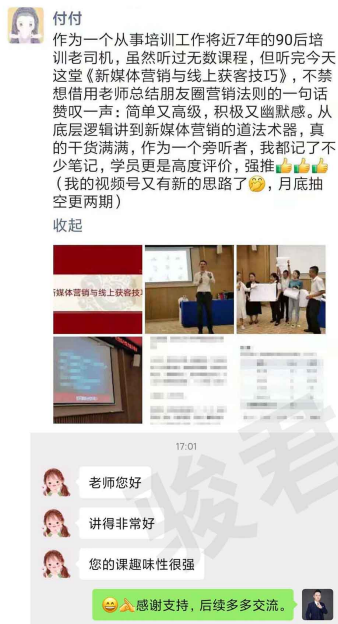 付付
作为一个从事培训工作将近7年的90后培
训老司机，虽然听过无数课程，但听完今天
这堂《新媒体营销与线上获客技巧》，不禁
想借用老师总结朋友圈营销法则的一句话
赞叹一声：简单又高级，积极又幽默感。从
底层逻辑讲到新媒体营销的道法术器，真
的干货满满，作为一个旁听者，我都记了不
少笔记，学员更是高度评价，强推👍👍👍
（我的视频号又有新的思路了🤭，月底抽
空更两期）
收起
新媒体营销与线上获客技巧
17:01
老师您好
讲得非常好
您的课趣味性很强
😄🙏感谢支持，后续多多交流。
骏君